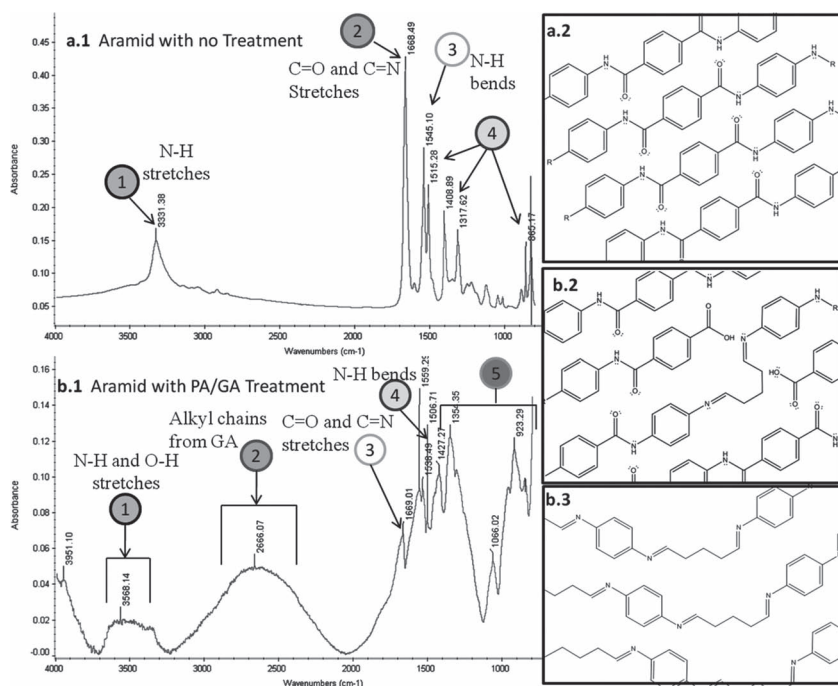 a.1 Aramid with no Treatment
0.45
0.40
0.35
0.30
0.25
0.20
0.15
0.10
0.05
Absorbance
N-H
stretches
1
3331.38
2
C=O and C=N
Stretches
1668.49
3
N-H
bends
1545.10
1515.28
4
1408.89
1317.62
865.17
4000
3500
3000
2500
2000
1500
1000
Wavenumbers (cm-1)
a.2
b.1 Aramid with PA/GA Treatment
0.14
0.12
0.10
0.08
0.06
0.04
0.02
-0.00
Absorbance
3951.10
N-H and O-H
stretches
1
3568.14
Alkyl chains
from GA
2
2666.07
C=O and C=N
stretches
3
1669.01
N-H bends
4
1538.49
1506.71
1427.27
1354.35
5
1066.02
923.29
4000
3500
3000
2500
2000
1500
1000
Wavenumbers (cm-1)
b.2
b.3